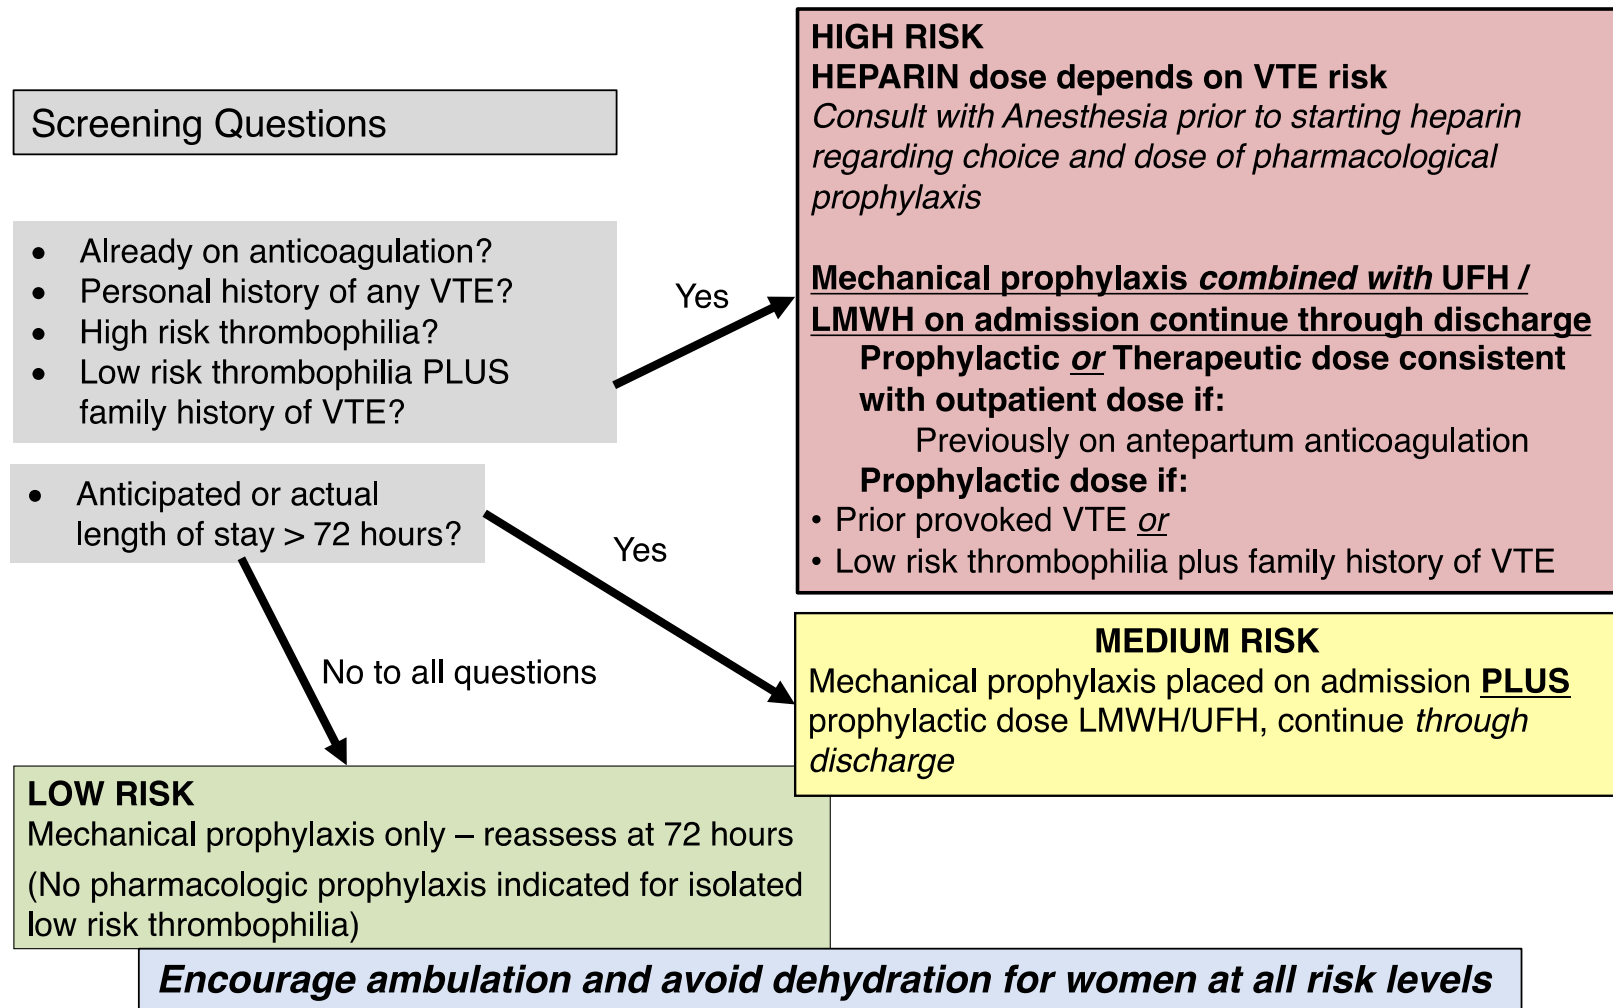 Screening Questions
• Already on anticoagulation?
• Personal history of any VTE?
• High risk thrombophilia?
• Low risk thrombophilia PLUS
family history of VTE?
Yes
• Anticipated or actual
length of stay > 72 hours?
Yes
No to all questions
HIGH RISK
HEPARIN dose depends on VTE risk
Consult with Anesthesia prior to starting heparin
regarding choice and dose of pharmacological
prophylaxis
Mechanical prophylaxis combined with UFH /
LMWH on admission continue through discharge
Prophylactic or Therapeutic dose consistent
with outpatient dose if:
Previously on antepartum anticoagulation
Prophylactic dose if:
• Prior provoked VTE or
• Low risk thrombophilia plus family history of VTE
MEDIUM RISK
Mechanical prophylaxis placed on admission PLUS
prophylactic dose LMWH/UFH, continue through
discharge
LOW RISK
Mechanical prophylaxis only – reassess at 72 hours
(No pharmacologic prophylaxis indicated for isolated
low risk thrombophilia)
Encourage ambulation and avoid dehydration for women at all risk levels